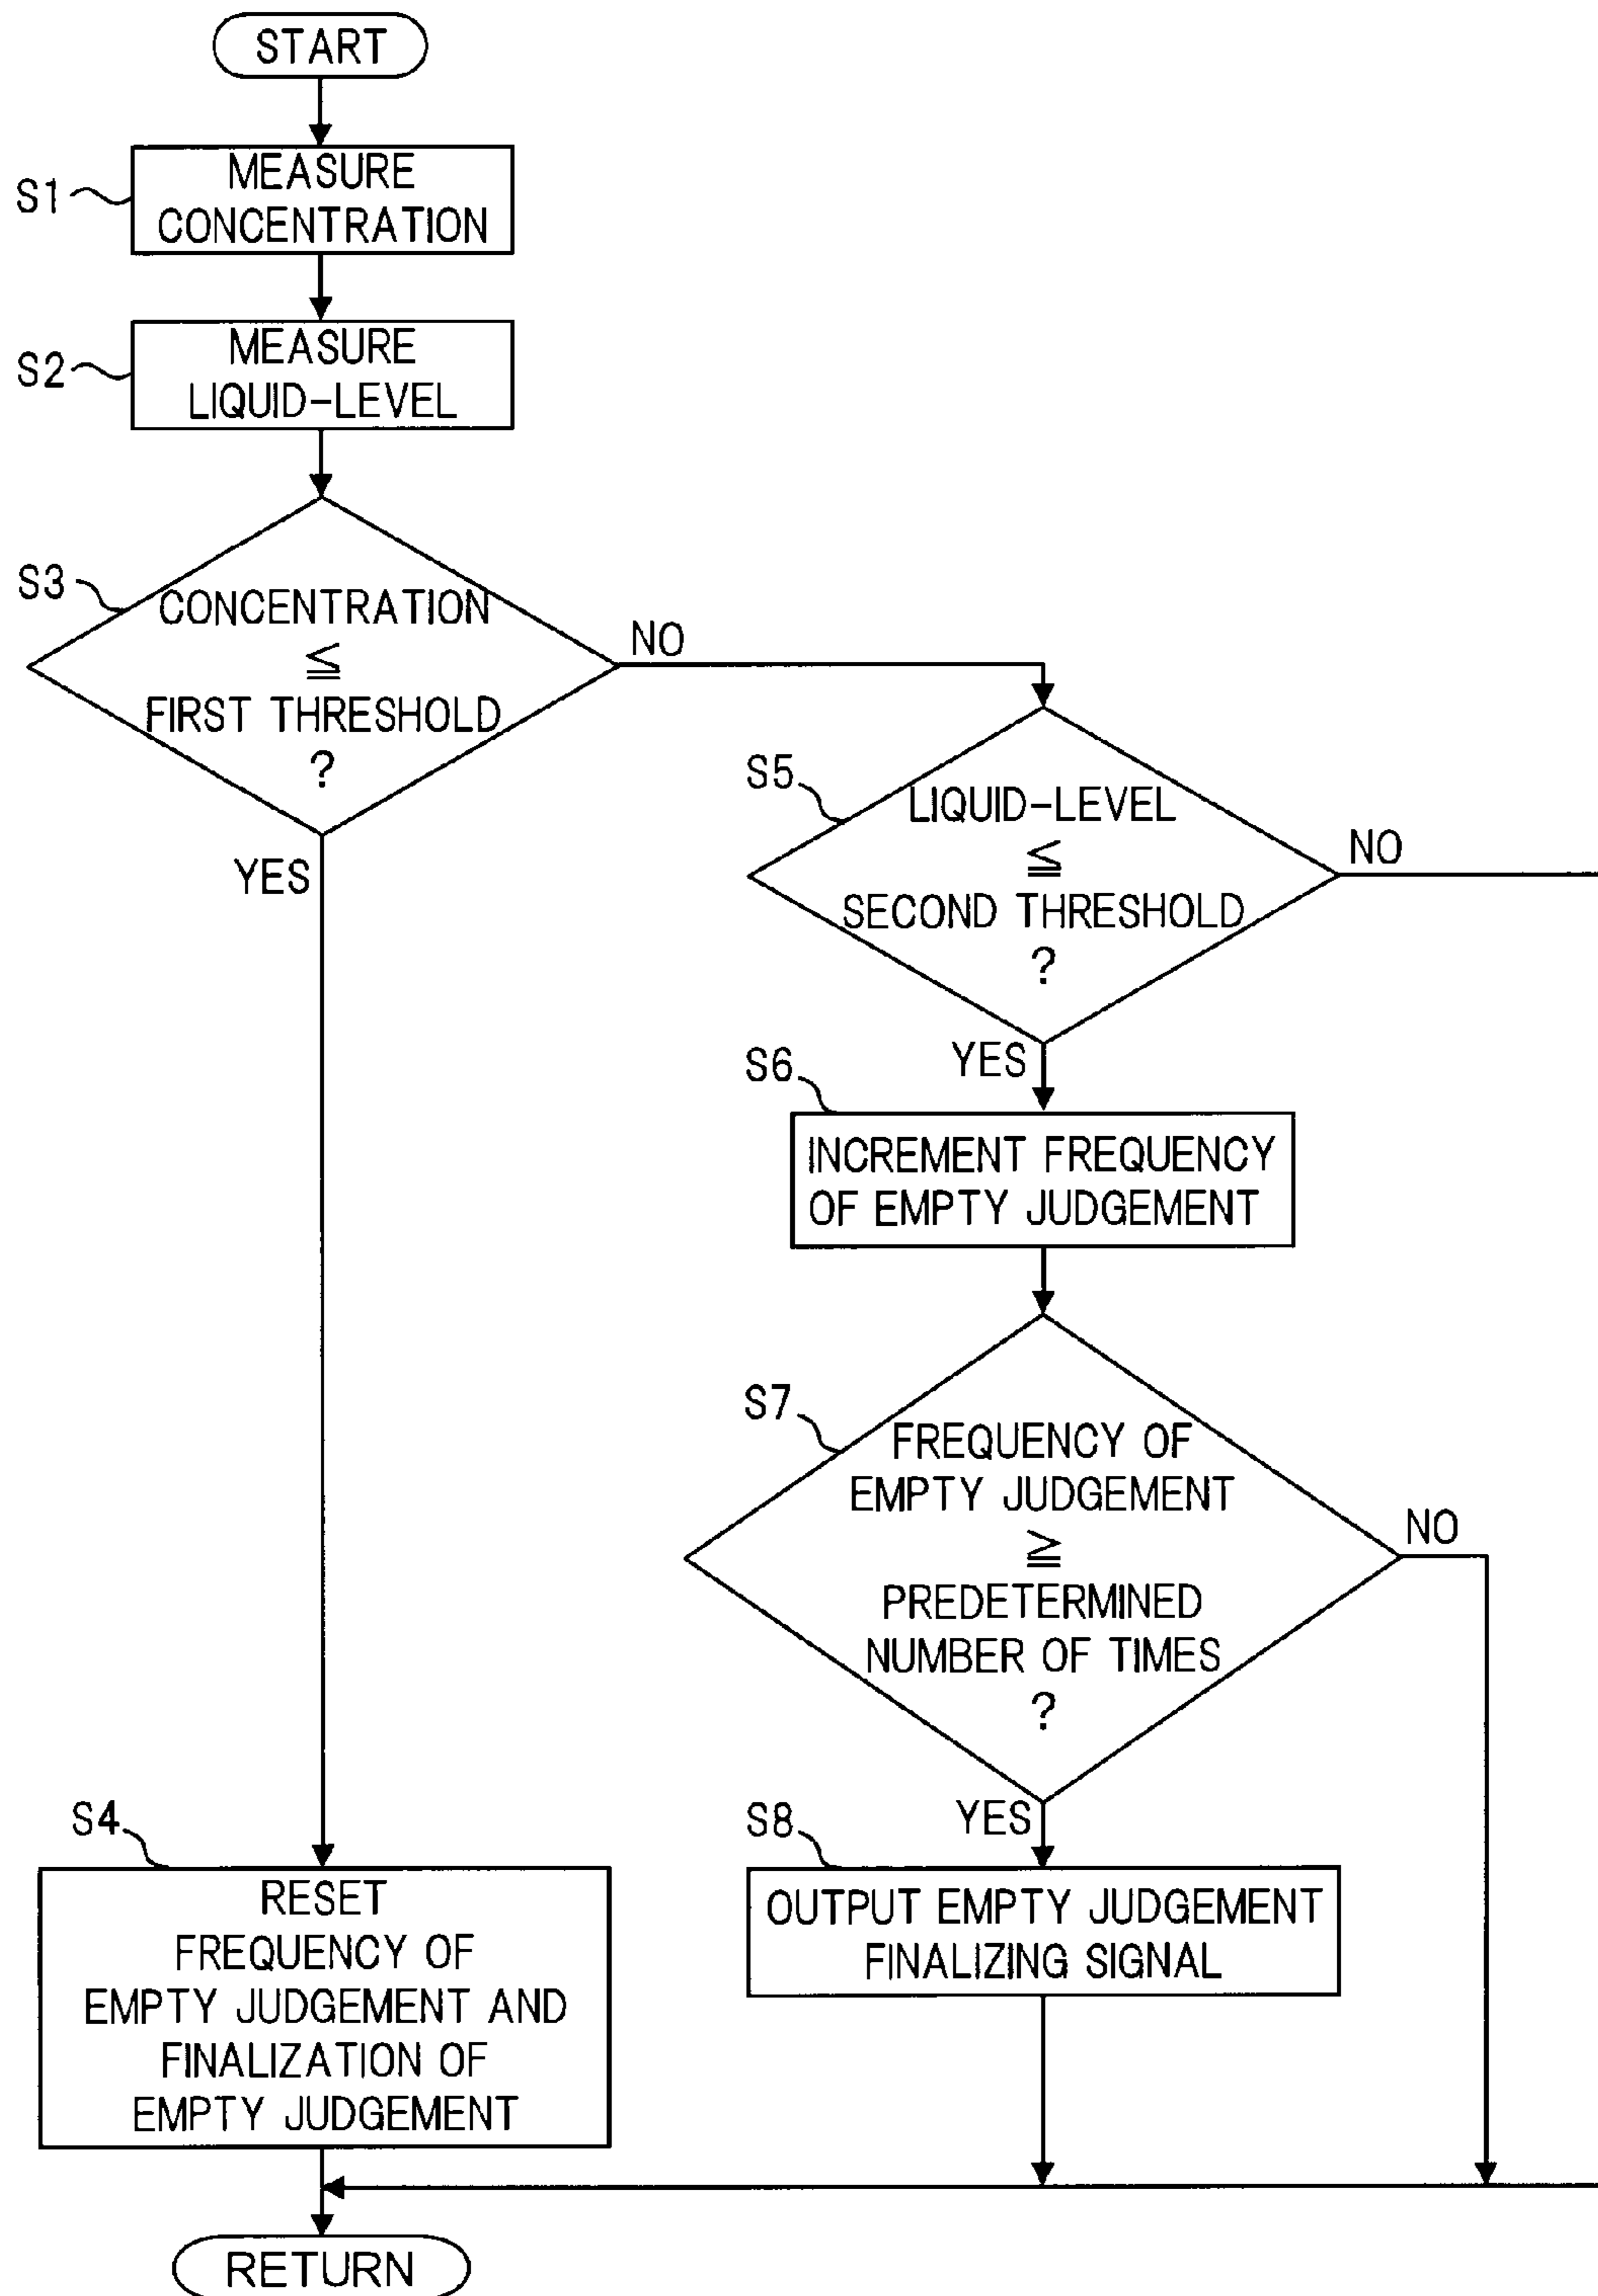 START
S1
MEASURE
CONCENTRATION
S2
MEASURE
LIQUID-LEVEL
S3
CONCENTRATION
≦
FIRST THRESHOLD
?
NO
YES
S5
LIQUID-LEVEL
≦
SECOND THRESHOLD
?
NO
YES
S6
INCREMENT FREQUENCY
OF EMPTY JUDGEMENT
S7
FREQUENCY OF
EMPTY JUDGEMENT
≧
PREDETERMINED
NUMBER OF TIMES
?
NO
YES
S4
RESET
FREQUENCY OF
EMPTY JUDGEMENT AND
FINALIZATION OF
EMPTY JUDGEMENT
S8
OUTPUT EMPTY JUDGEMENT
FINALIZING SIGNAL
RETURN